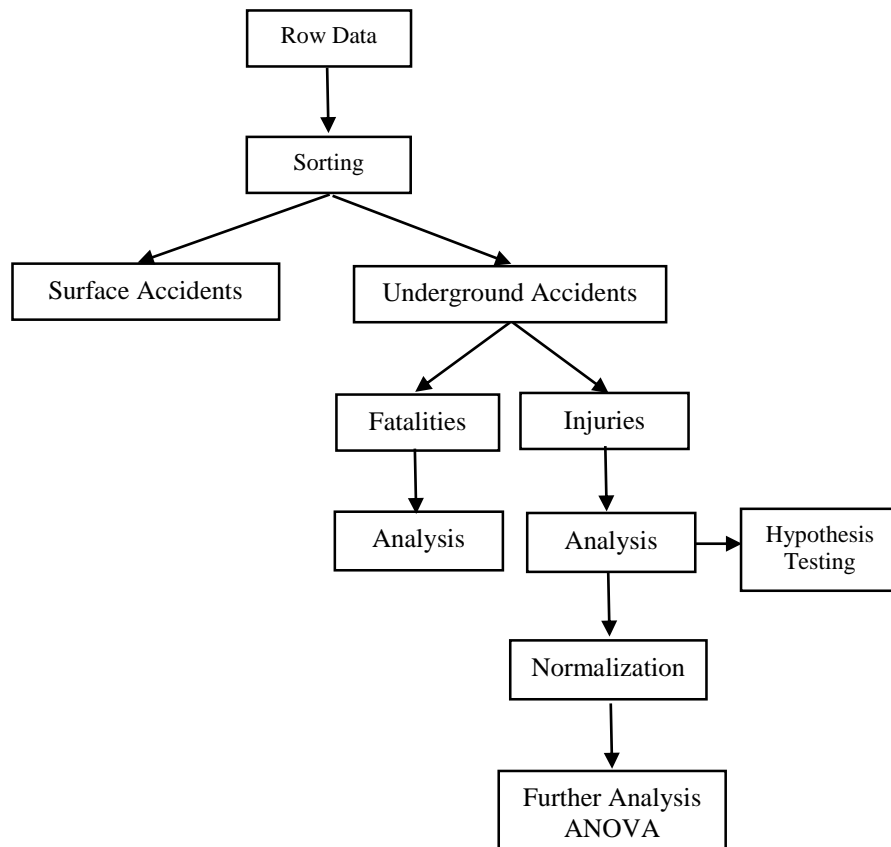 Row Data
Sorting
Surface Accidents
Underground Accidents
Fatalities
Injuries
Analysis
Analysis
Hypothesis
Testing
Normalization
Further Analysis
ANOVA